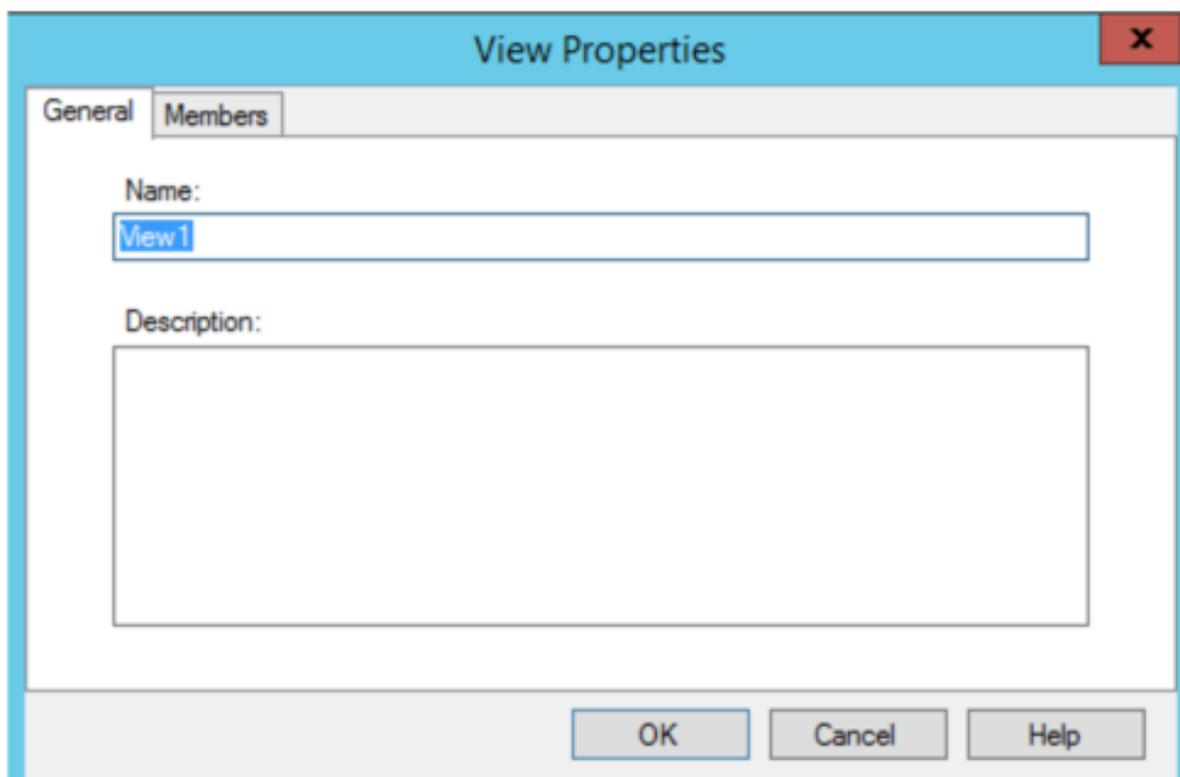 View Properties
x
General Members
Name:
View1
Description:
OK Cancel Help